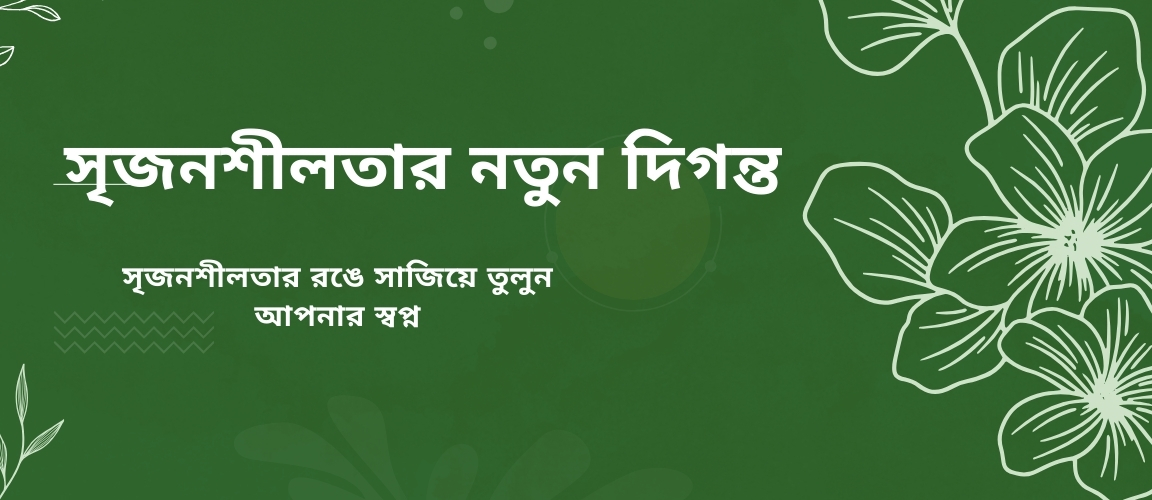 সৃজনশীলতার নতুন দিগন্ত
সৃজনশীলতার রঙে সাজিয়ে তুলুন
আপনার স্বপ্ন